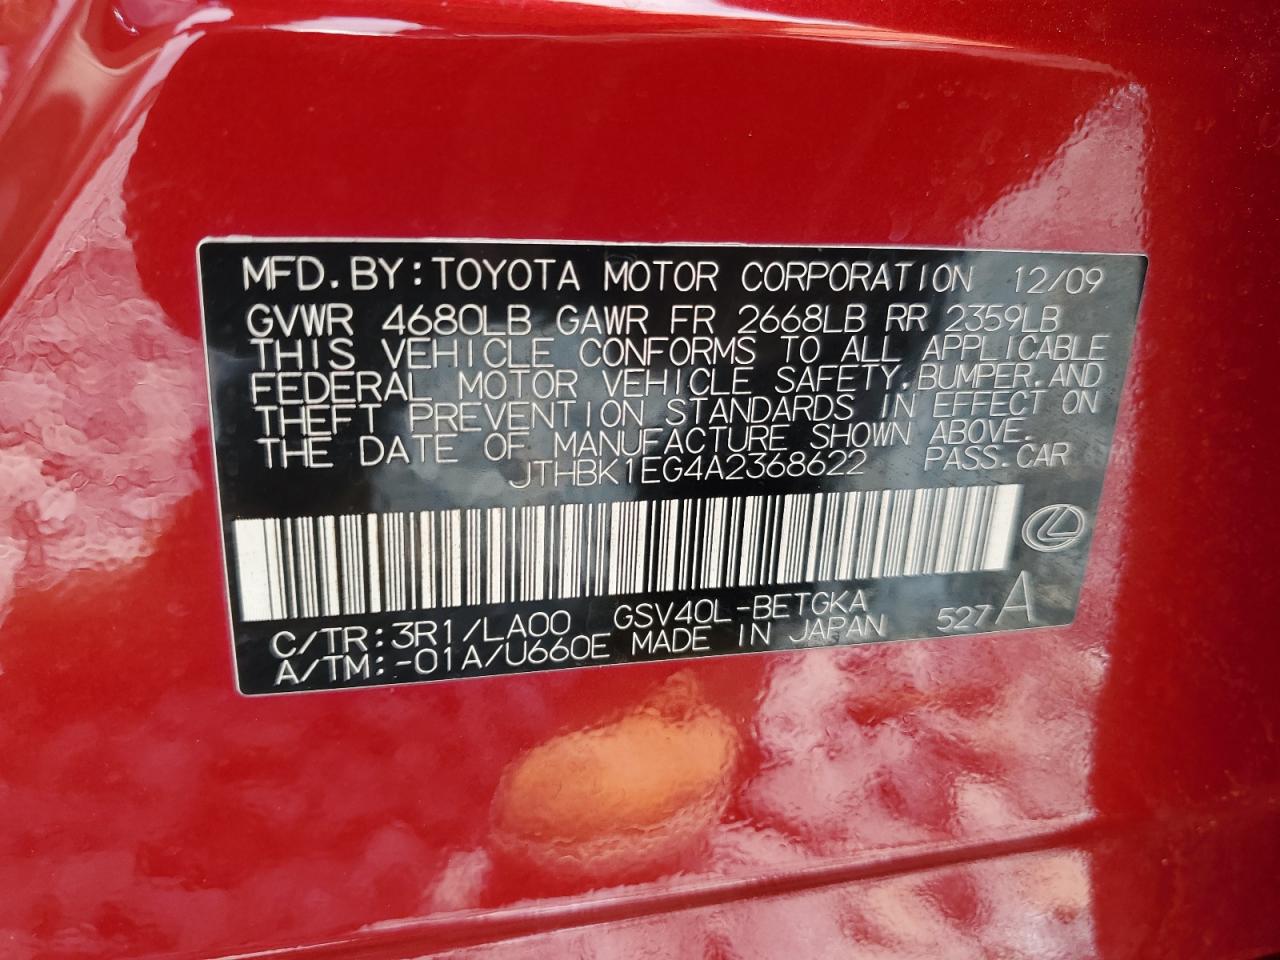 MFD.BY:TOYOTA MOTOR CORPORATION 12/09
GVWR 4680LB GAWR FR 2668LB RR 2359LB
THIS VEHICLE CONFORMS TO ALL APPLICABLE
FEDERAL MOTOR VEHICLE SAFETY,BUMPER,AND
THEFT PREVENTION STANDARDS IN EFFECT ON
THE DATE OF MANUFACTURE SHOWN ABOVE.
JTHBK1EG4A2368622 PASS.CAR
C/TR:3R1/LA00 GSV40L-BETGKA
A/TM:-01A/U660E MADE IN JAPAN 527 A